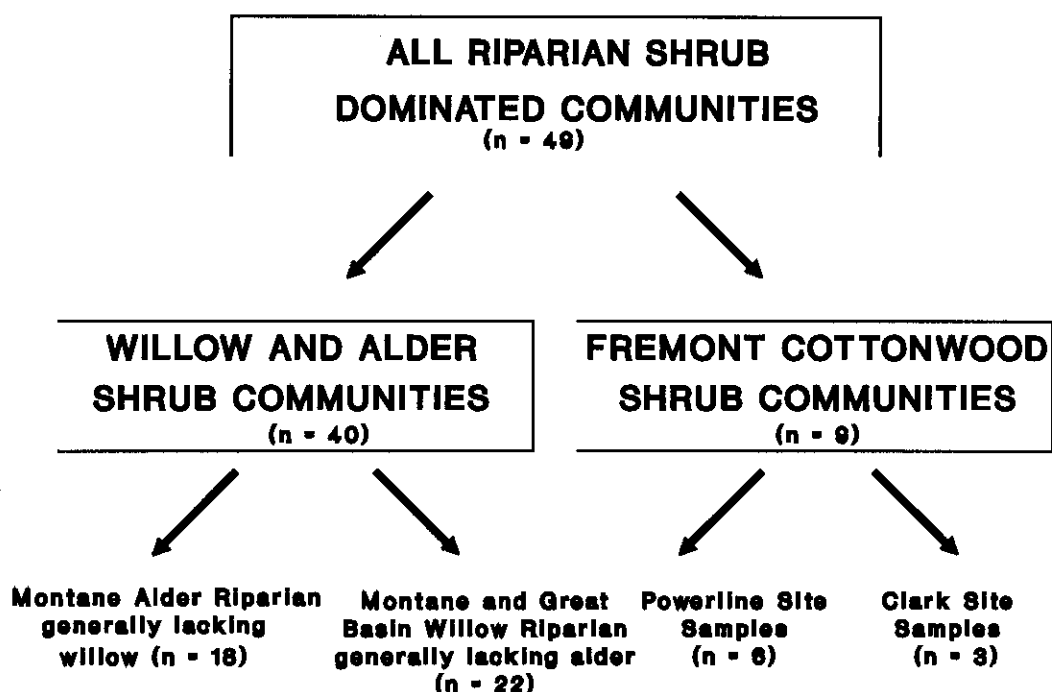 ALL RIPARIAN SHRUB
DOMINATED COMMUNITIES
(n = 49)
WILLOW AND ALDER
SHRUB COMMUNITIES
(n = 40)
FREMONT COTTONWOOD
SHRUB COMMUNITIES
(n = 9)
Montane Alder Riparian
generally lacking
willow (n = 18)
Montane and Great
Basin Willow Riparian
generally lacking alder
(n = 22)
Powerline Site
Samples
(n = 6)
Clark Site
Samples
(n = 3)